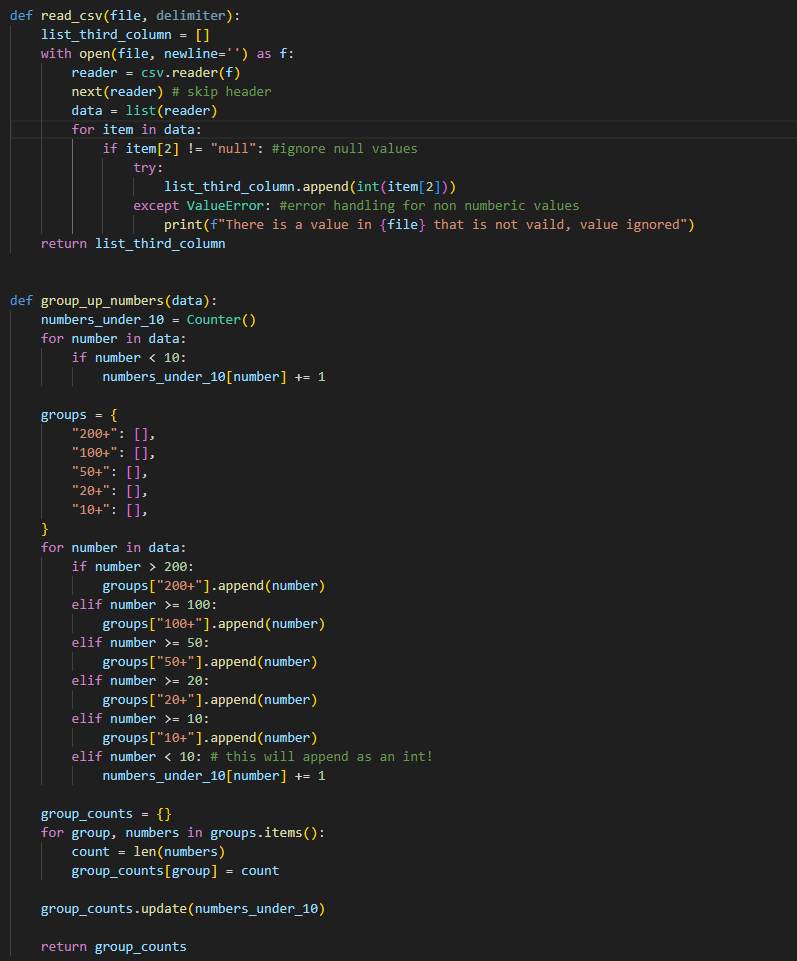 def read_csv(file, delimiter):
    list_third_column = []
    with open(file, newline='') as f:
        reader = csv.reader(f)
        next(reader) # skip header
        data = list(reader)
        for item in data:
            if item[2] != "null": #ignore null values
                try:
                    list_third_column.append(int(item[2]))
                except ValueError: #error handling for non numberic values
                    print(f"There is a value in {file} that is not vaild, value ignored")
    return list_third_column
def group_up_numbers(data):
    numbers_under_10 = Counter()
    for number in data:
        if number < 10:
            numbers_under_10[number] += 1
    groups = {
        "200+": [],
        "100+": [],
        "50+": [],
        "20+": [],
        "10+": [],
    }
    for number in data:
        if number > 200:
            groups["200+"].append(number)
        elif number >= 100:
            groups["100+"].append(number)
        elif number >= 50:
            groups["50+"].append(number)
        elif number >= 20:
            groups["20+"].append(number)
        elif number >= 10:
            groups["10+"].append(number)
        elif number < 10: # this will append as an int!
            numbers_under_10[number] += 1
    group_counts = {}
    for group, numbers in groups.items():
        count = len(numbers)
        group_counts[group] = count
    group_counts.update(numbers_under_10)
    return group_counts